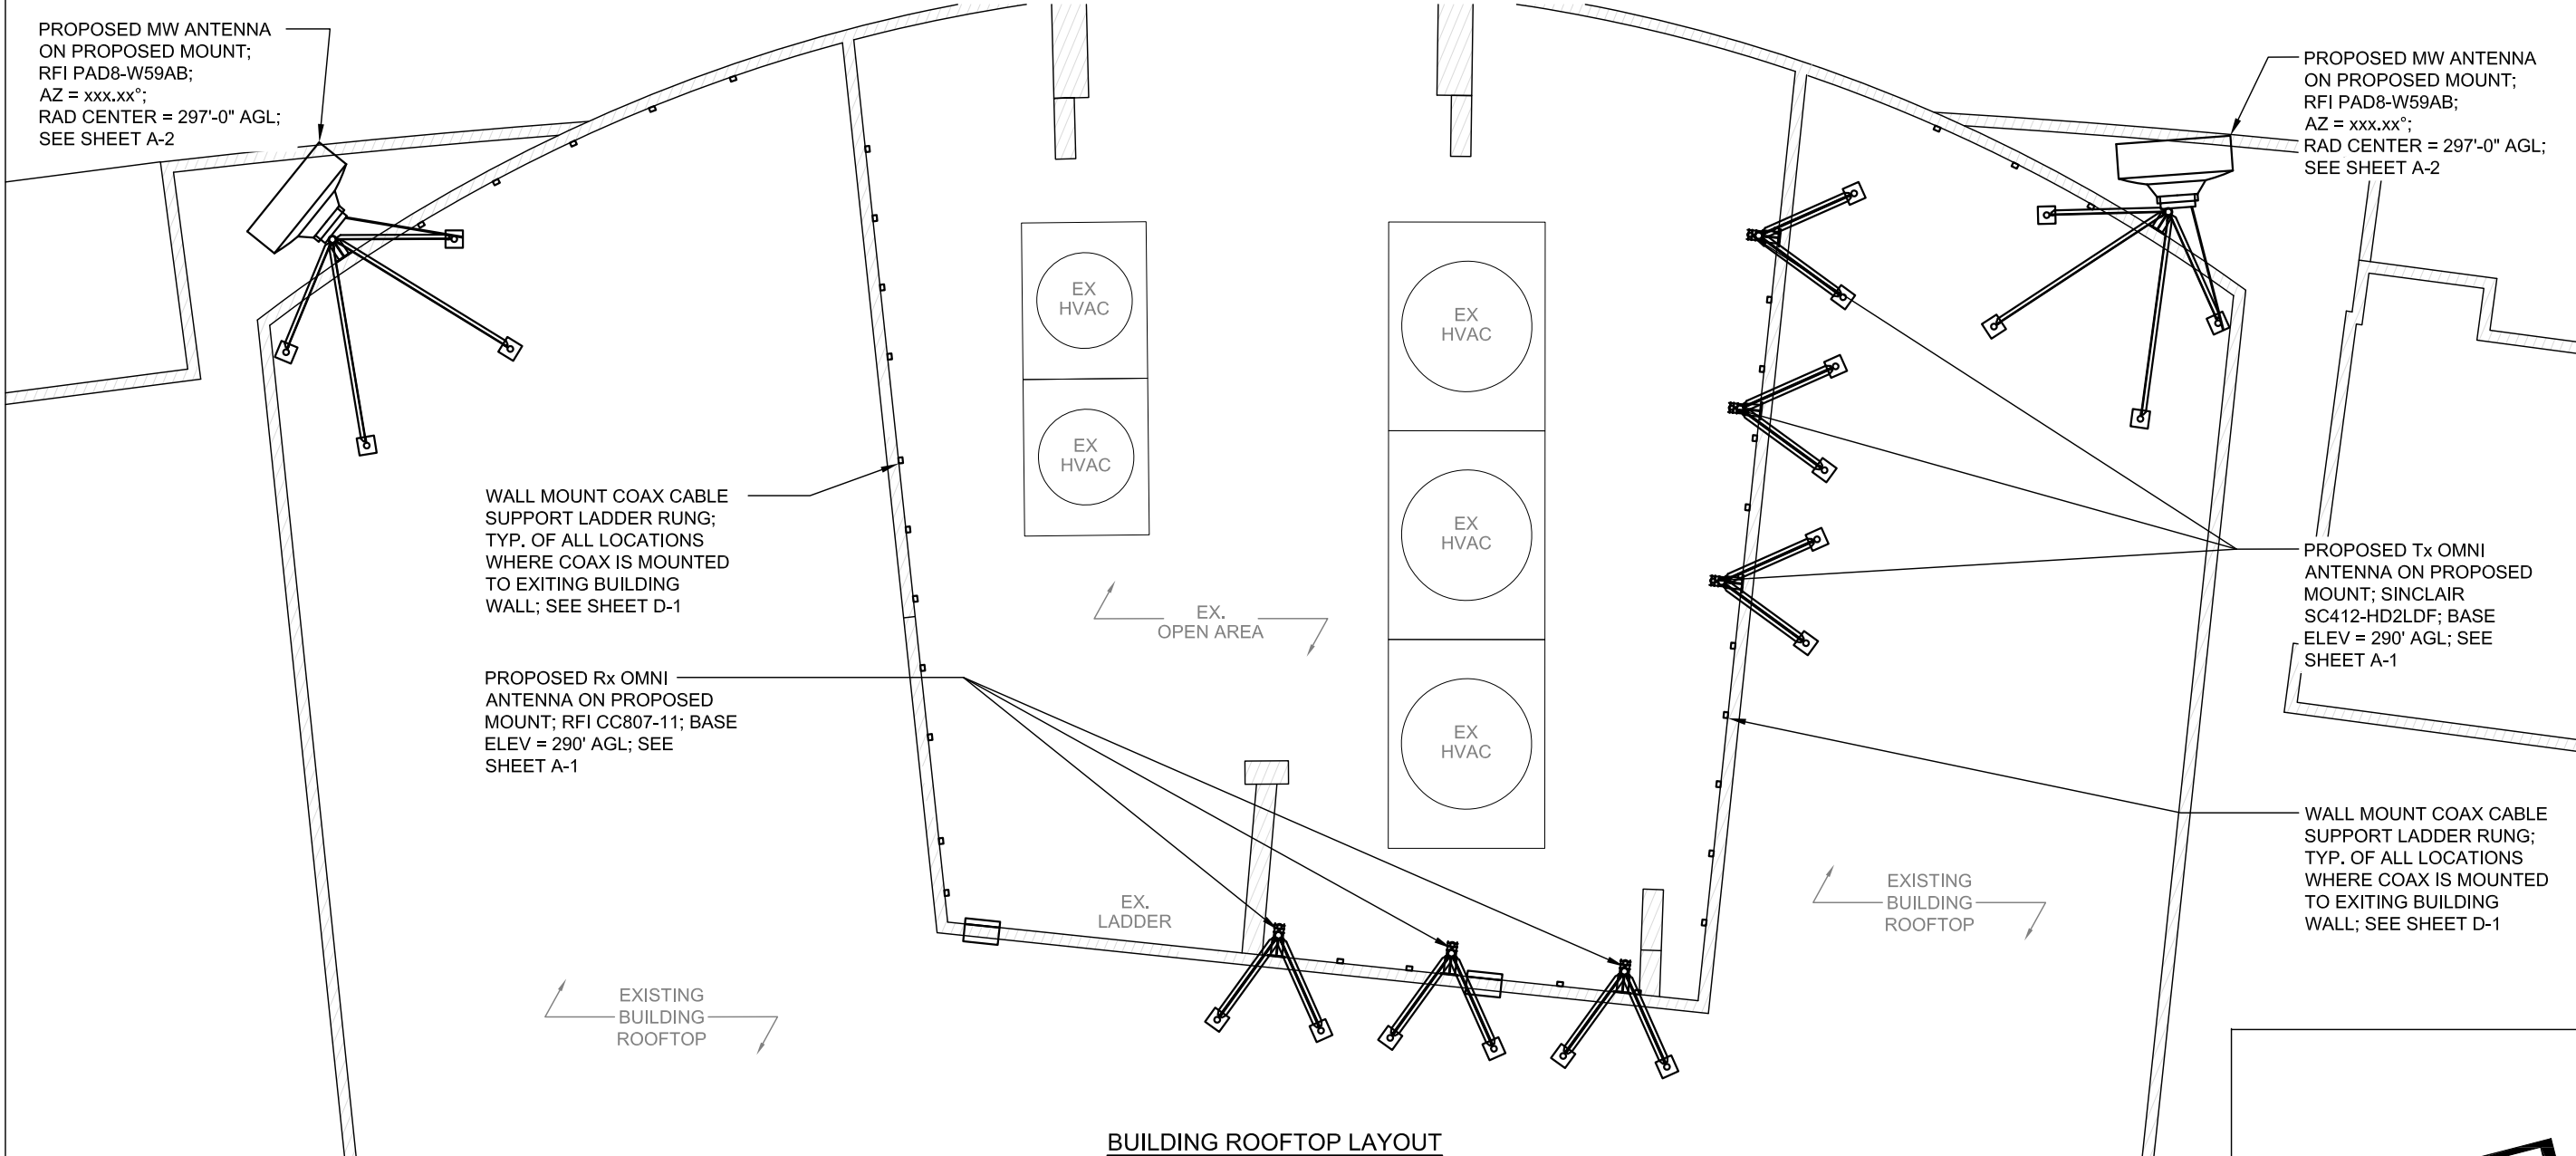 PROPOSED MW ANTENNA
ON PROPOSED MOUNT;
RFI PAD8-W59AB;
AZ = xxx.xx°;
RAD CENTER = 297'-0" AGL;
SEE SHEET A-2
PROPOSED MW ANTENNA
ON PROPOSED MOUNT;
RFI PAD8-W59AB;
AZ = xxx.xx°;
RAD CENTER = 297'-0" AGL;
SEE SHEET A-2
EX
HVAC
EX
HVAC
EX
HVAC
EX
HVAC
EX
HVAC
WALL MOUNT COAX CABLE
SUPPORT LADDER RUNG;
TYP. OF ALL LOCATIONS
WHERE COAX IS MOUNTED
TO EXITING BUILDING
WALL; SEE SHEET D-1
EX.
OPEN AREA
PROPOSED Tx OMNI
ANTENNA ON PROPOSED
MOUNT; SINCLAIR
SC412-HD2LDF; BASE
ELEV = 290' AGL; SEE
SHEET A-1
PROPOSED Rx OMNI
ANTENNA ON PROPOSED
MOUNT; RFI CC807-11; BASE
ELEV = 290' AGL; SEE
SHEET A-1
WALL MOUNT COAX CABLE
SUPPORT LADDER RUNG;
TYP. OF ALL LOCATIONS
WHERE COAX IS MOUNTED
TO EXITING BUILDING
WALL; SEE SHEET D-1
EX.
LADDER
EXISTING
BUILDING
ROOFTOP
EXISTING
BUILDING
ROOFTOP
BUILDING ROOFTOP LAYOUT